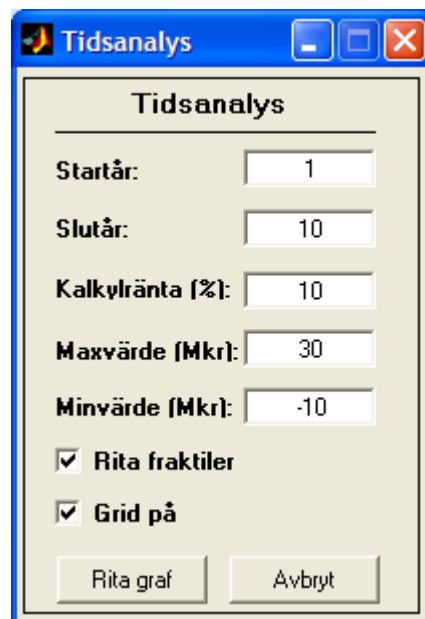 Tidsanalys
Tidsanalys
Startår: 1
Slutår: 10
Kalkylränta (%): 10
Maxvärde (Mkr): 30
Minvärde (Mkr): -10
Rita fraktiler
Grid på
Rita graf Avbryt